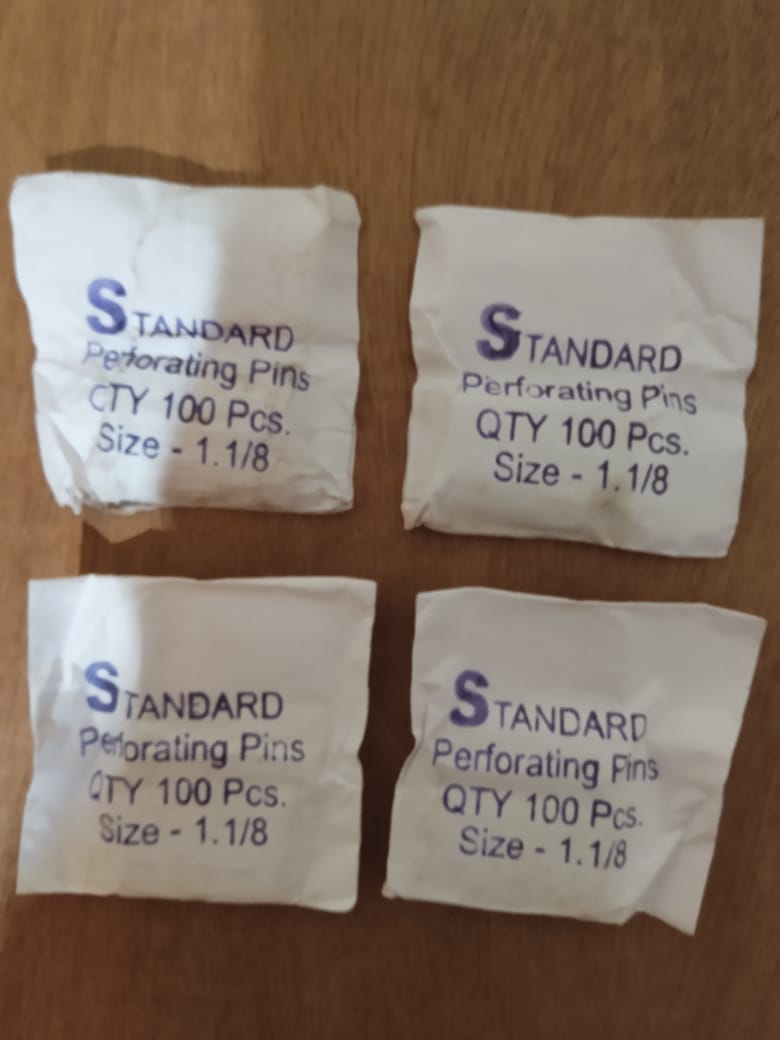 STANDARD
Perforating Pins
QTY 100 Pcs.
Size - 1.1/8
STANDARD
Perforating Pins
QTY 100 Pcs.
Size - 1.1/8
STANDARD
Perforating Pins
QTY 100 Pcs.
Size - 1.1/8
STANDARD
Perforating Pins
QTY 100 Pcs.
Size - 1.1/8